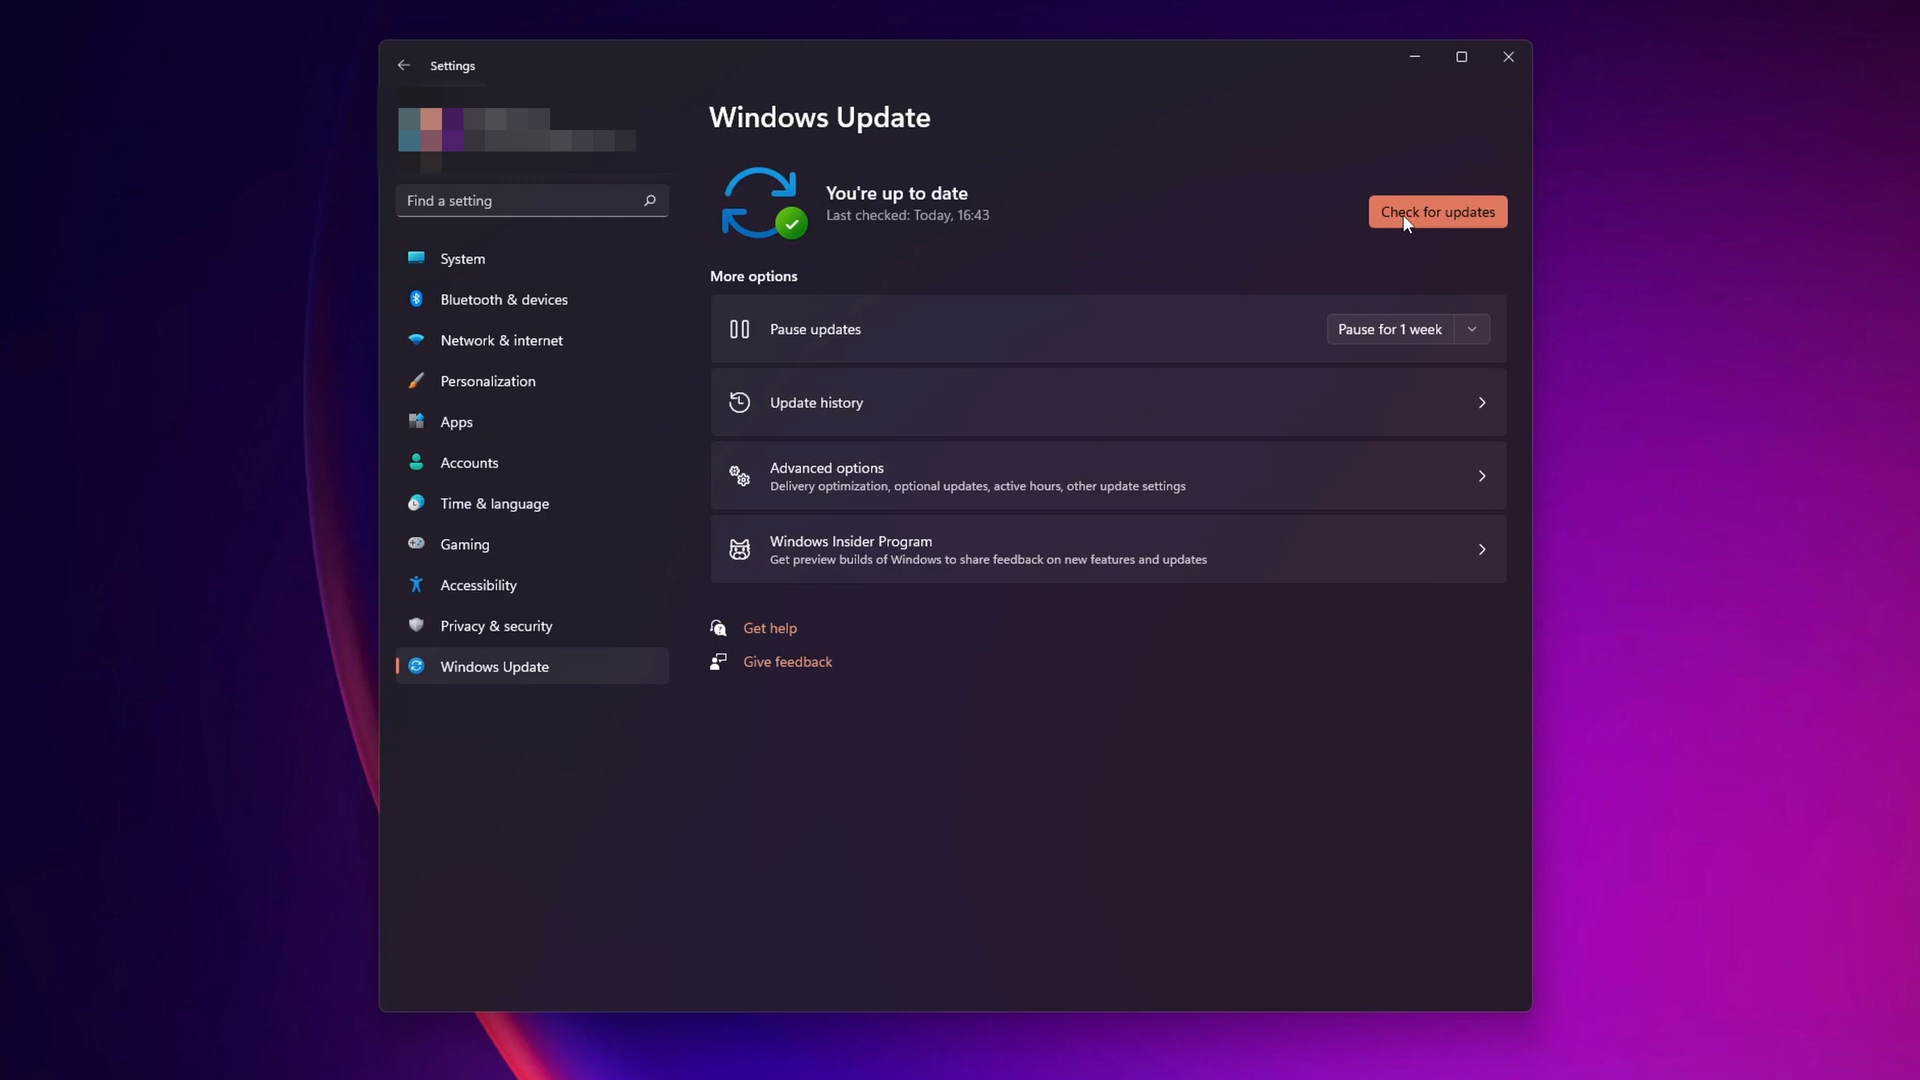 Settings
Find a setting
System
Bluetooth & devices
Network & internet
Personalization
Apps
Accounts
Time & language
Gaming
Accessibility
Privacy & security
Windows Update
Windows Update
You're up to date
Last checked: Today, 16:43
Check for updates
More options
Pause updates
Pause for 1 week
Update history
Advanced options
Delivery optimization, optional updates, active hours, other update settings
Windows Insider Program
Get preview builds of Windows to share feedback on new features and updates
Get help
Give feedback